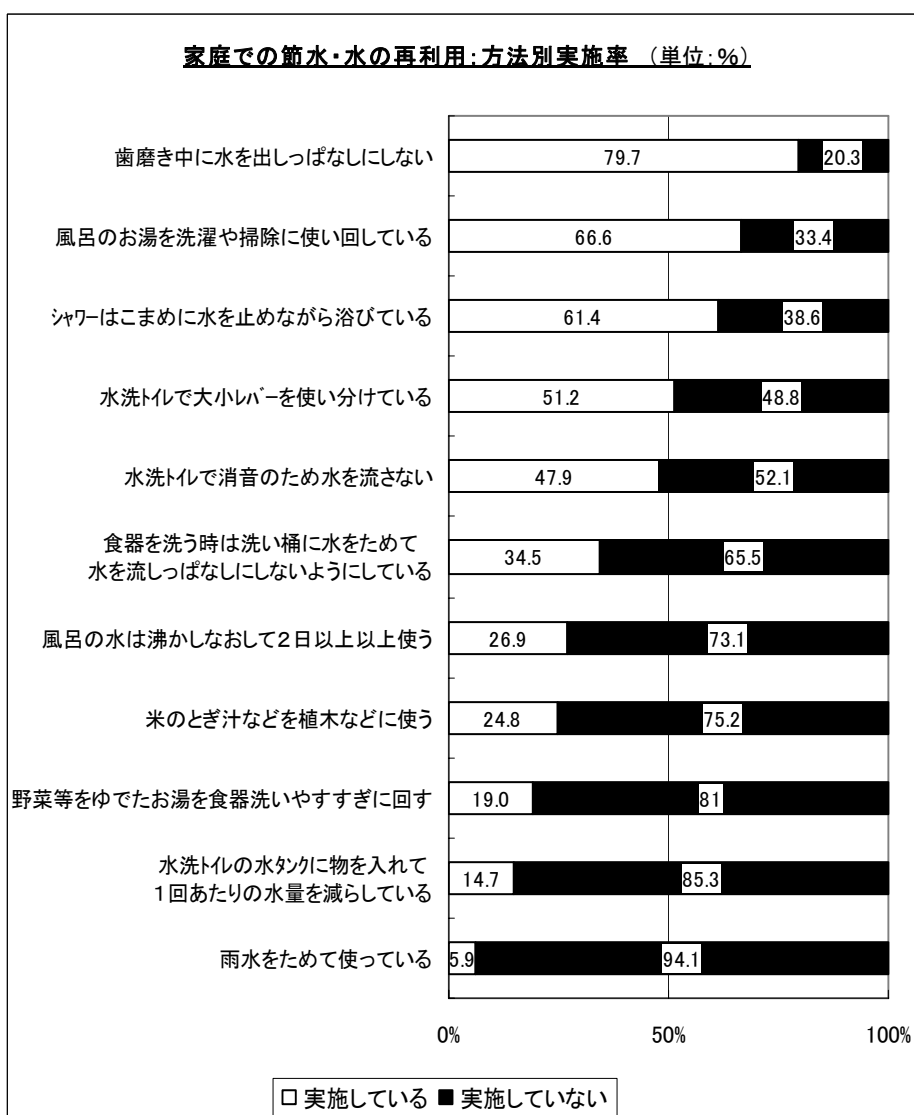 家庭での節水・水の再利用：方法別実施率 （単位：％）
歯磨き中に水を出しっぱなしにしない
79.7 20.3
風呂のお湯を洗濯や掃除に使い回している
66.6 33.4
ｼｬﾜｰはこまめに水を止めながら浴びている
61.4 38.6
水洗ﾄｲﾚで大小ﾚﾊﾞｰを使い分けている
51.2 48.8
水洗ﾄｲﾚで消音のため水を流さない
47.9 52.1
食器を洗う時は洗い桶に水をためて
水を流しっぱなしにしないようにしている
34.5 65.5
風呂の水は沸かしなおして２日以上以上使う
26.9 73.1
米のとぎ汁などを植木などに使う
24.8 75.2
野菜等をゆでたお湯を食器洗いやすすぎに回す
19.0 81
水洗ﾄｲﾚの水ﾀﾝｸに物を入れて
１回あたりの水量を減らしている
14.7 85.3
雨水をためて使っている
5.9 94.1
0% 50% 100%
実施している 実施していない